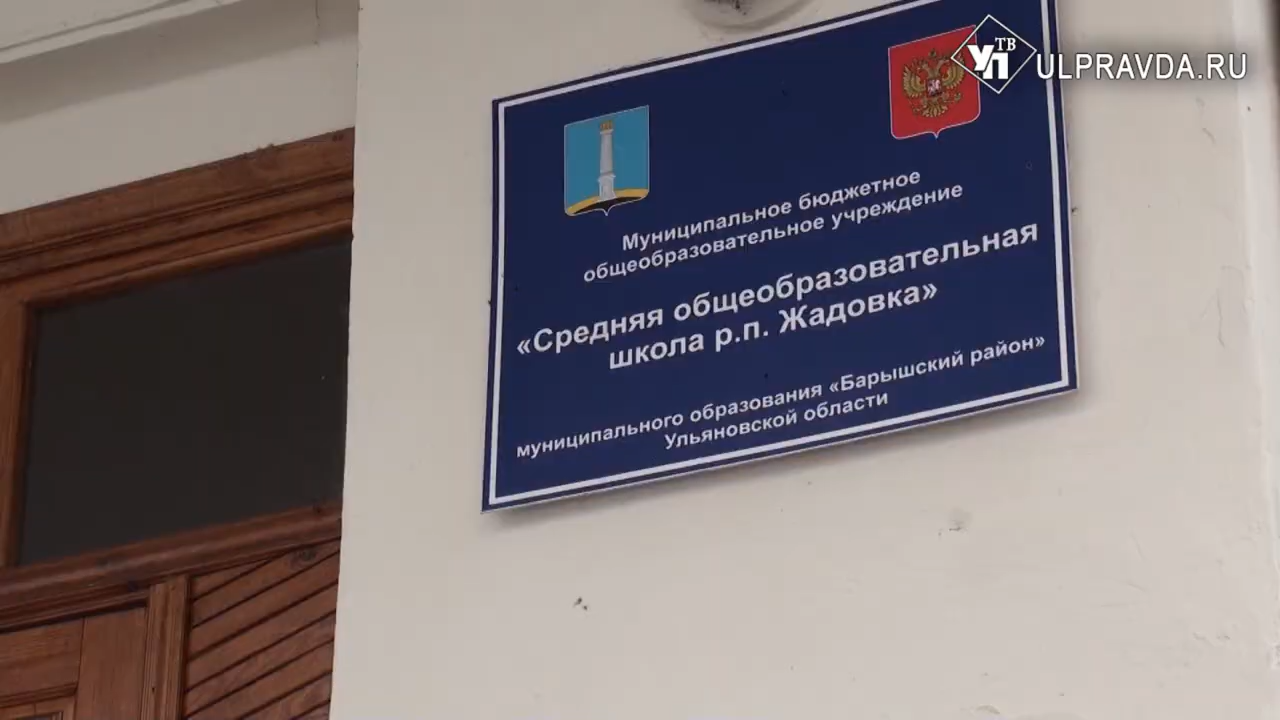 УП ТВ ULPRAVDA.RU
Муниципальное бюджетное
общеобразовательное учреждение
«Средняя общеобразовательная
школа р.п. Жадовка»
муниципального образования «Барышский район»
Ульяновской области